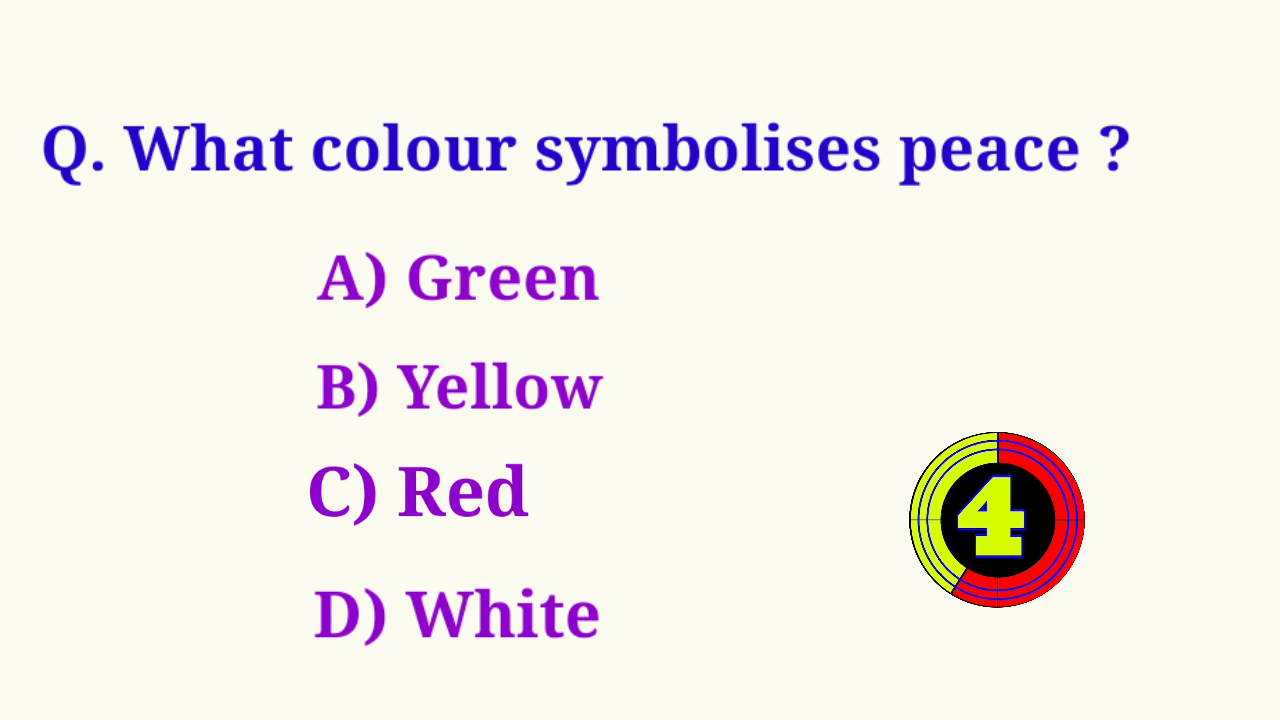 Q. What colour symbolises peace ?
A) Green
B) Yellow
C) Red
4
D) White